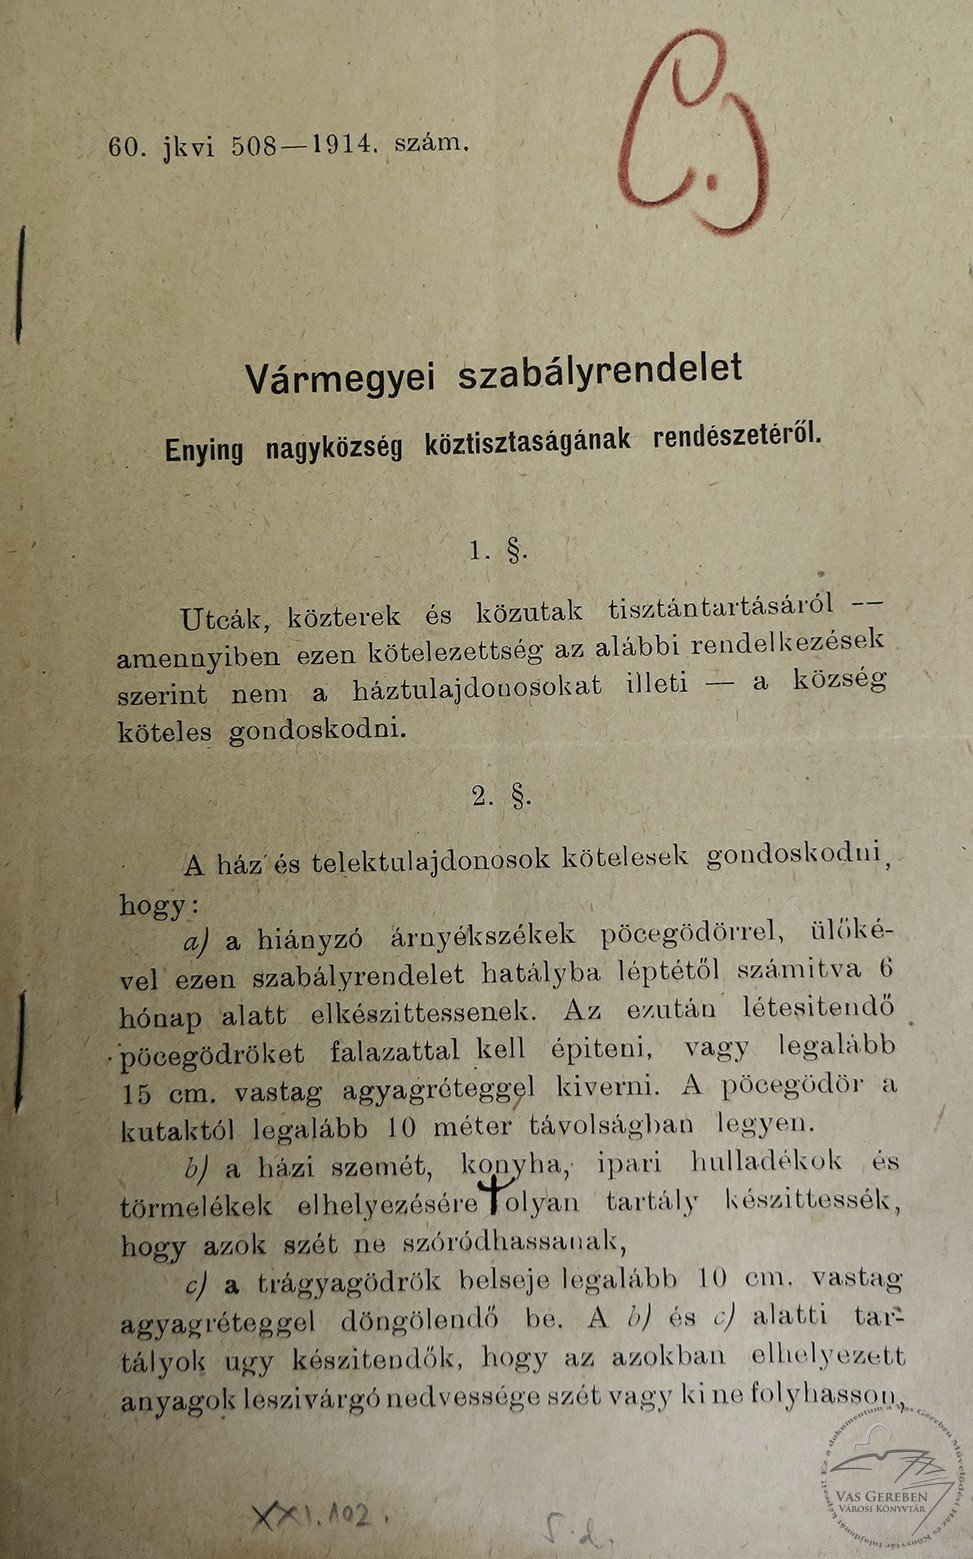 60. jkvi 508—1914. szám.
Vármegyei szabályrendelet
Enying nagyközség köztisztaságának rendészetéről.
1. §.
Utcák, közterek és közutak tisztántartásáról —
amennyiben ezen kötelezettség az alábbi rendelkezések
szerint nem a háztulajdonosokat illeti — a község
köteles gondoskodni.
2. §.
A ház és telektulajdonosok kötelesek gondoskodni,
hogy:
a) a hiányzó árnyékszékek pöcegödörrel, ülőké-
vel ezen szabályrendelet hatályba léptétől számitva 6
hónap alatt elkészittessenek. Az ezután létesitendő
pöcegödröket falazattal kell épiteni, vagy legalább
15 cm. vastag agyagréteggel kiverni. A pöcegödör a
kutaktól legalább 10 méter távolságban legyen.
b) a házi szemét, konyha, ipari hulladékok és
törmelékek elhelyezésére olyan tartály készittessék,
hogy azok szét ne szóródhassanak,
c) a trágyagödrök belseje legalább 10 cm. vastag
agyagréteggel döngölendő be. A b) és c) alatti tar-
tályok ugy készitendők, hogy az azokban elhelyezett
anyagok leszivárgó nedvessége szét vagy ki ne folyhasson,
XXI.102.
VAS GEREBEN
VÁROSI KÖNYVTÁR